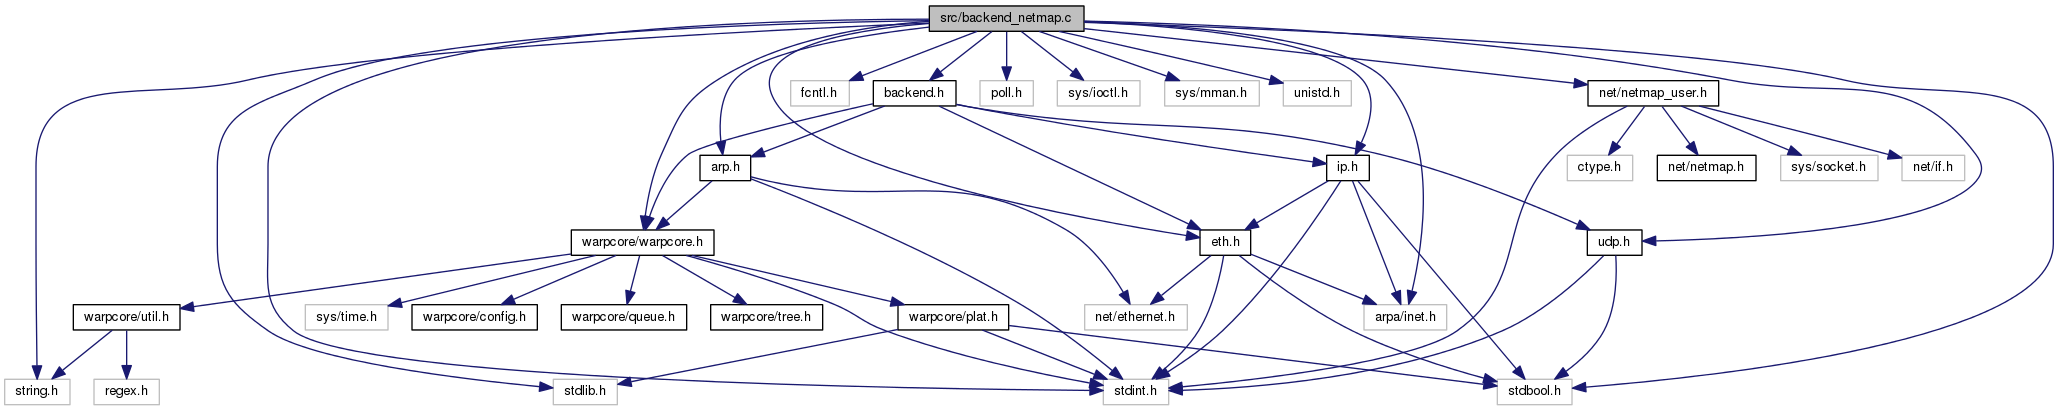 src/backend_netmap.c
fcntl.h
backend.h
poll.h
sys/ioctl.h
sys/mman.h
unistd.h
net/netmap_user.h
arp.h
ip.h
ctype.h
net/netmap.h
sys/socket.h
net/if.h
warpcore/warpcore.h
eth.h
udp.h
warpcore/util.h
sys/time.h
warpcore/config.h
warpcore/queue.h
warpcore/tree.h
warpcore/plat.h
net/ethernet.h
arpa/inet.h
string.h
regex.h
stdlib.h
stdint.h
stdbool.h